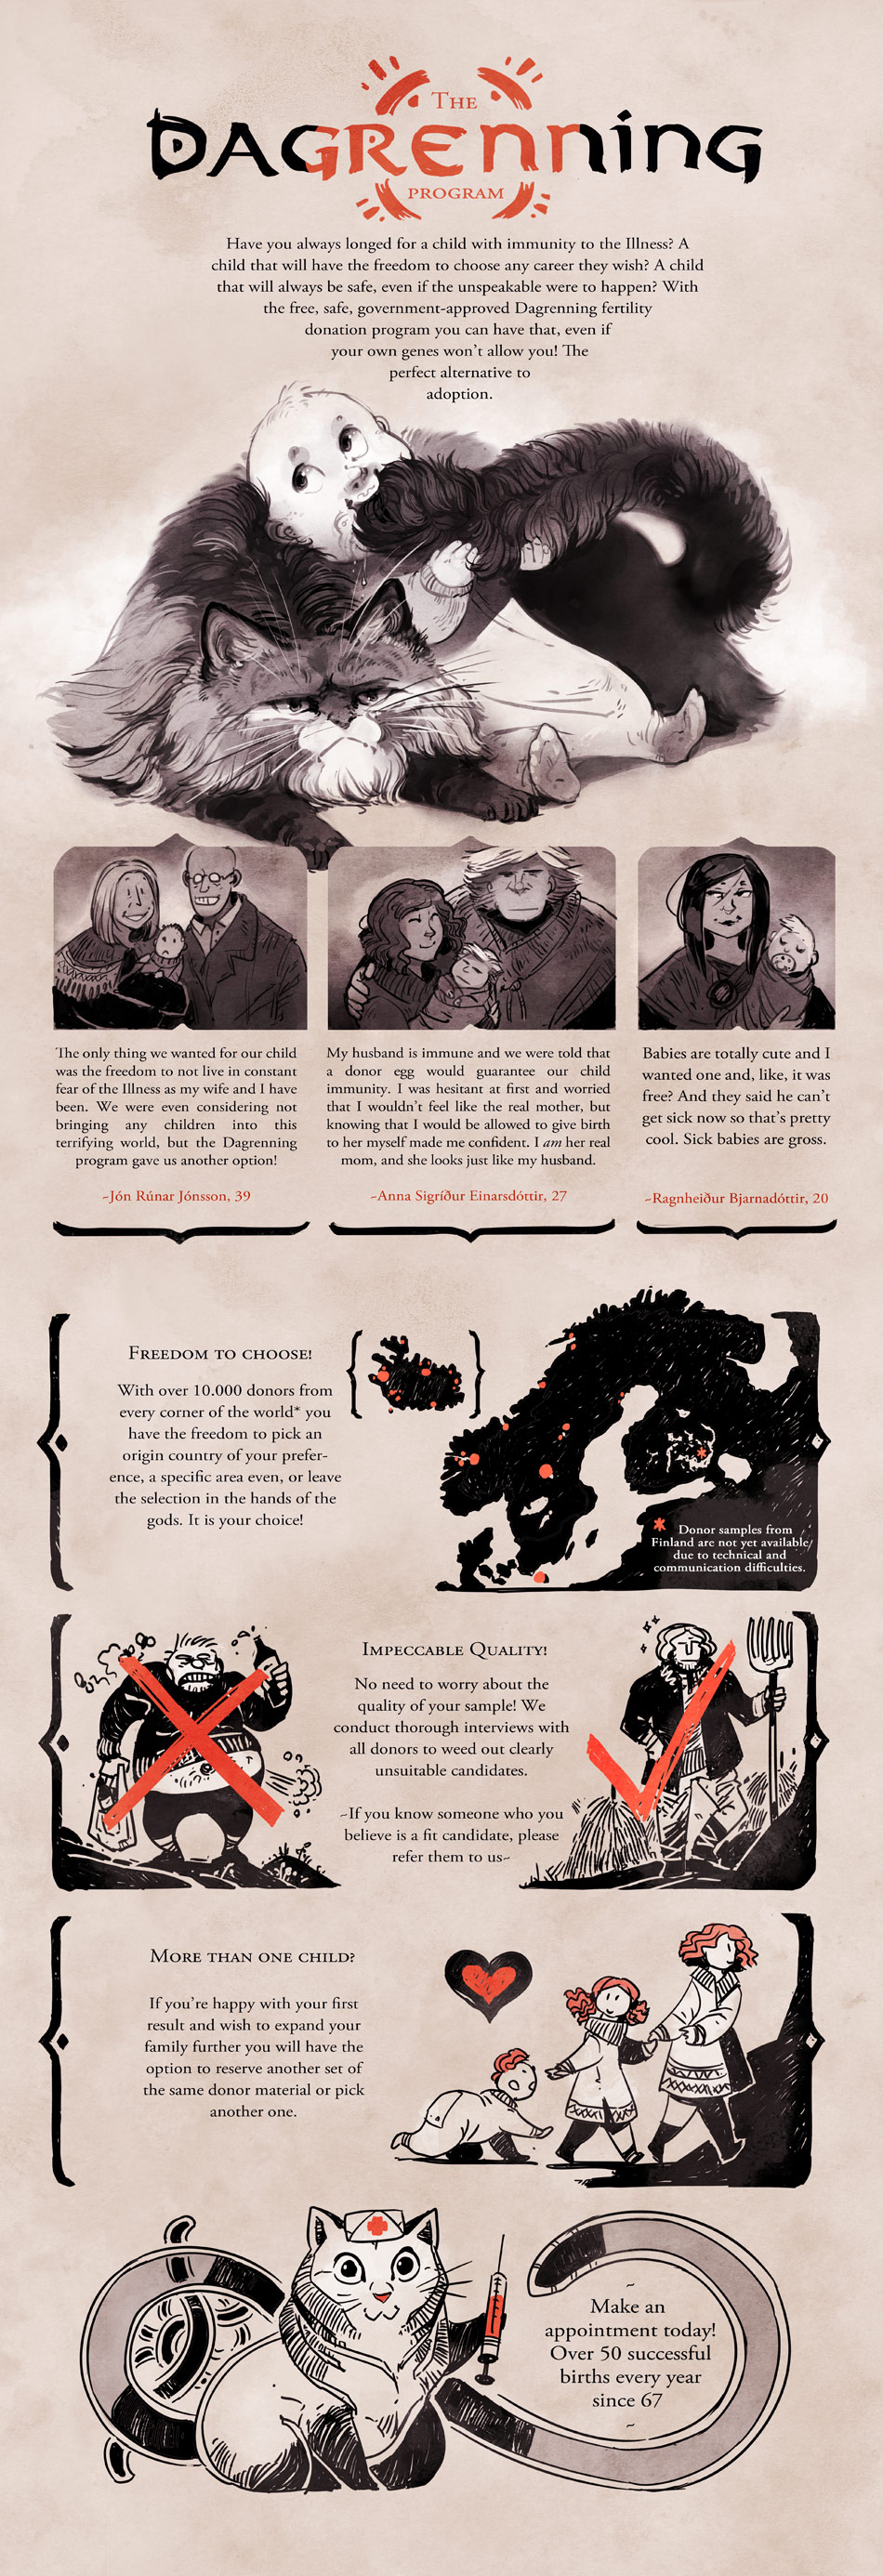 The
Dagrenning
program
Have you always longed for a child with immunity to the Illness? A
child that will have the freedom to choose any career they wish? A child
that will always be safe, even if the unspeakable were to happen? With
the free, safe, government-approved Dagrenning fertility
donation program you can have that, even if
your own genes won't allow you! The
perfect alternative to
adoption.
The only thing we wanted for our child
was the freedom to not live in constant
fear of the Illness as my wife and I have
been. We were even considering not
bringing any children into this
terrifying world, but the Dagrenning
program gave us another option!
~Jón Rúnar Jónsson, 39
My husband is immune and we were told that
a donor egg would guarantee our child
immunity. I was hesitant at first and worried
that I wouldn't feel like the real mother, but
knowing that I would be allowed to give birth
to her myself made me confident. I am her real
mom, and she looks just like my husband.
~Anna Sigríður Einarsdóttir, 27
Babies are totally cute and I
wanted one and, like, it was
free? And they said he can't
get sick now so that's pretty
cool. Sick babies are gross.
~Ragnheiður Bjarnadóttir, 20
Freedom to choose!
With over 10.000 donors from
every corner of the world* you
have the freedom to pick an
origin country of your prefer-
ence, a specific area even, or leave
the selection in the hands of the
gods. It is your choice!
* Donor samples from
Finland are not yet available
due to technical and
communication difficulties.
Impeccable Quality!
No need to worry about the
quality of your sample! We
conduct thorough interviews with
all donors to weed out clearly
unsuitable candidates.
~If you know someone who you
believe is a fit candidate, please
refer them to us~
More than one child?
If you're happy with your first
result and wish to expand your
family further you will have the
option to reserve another set of
the same donor material or pick
another one.
~
Make an
appointment today!
Over 50 successful
births every year
since 67
~